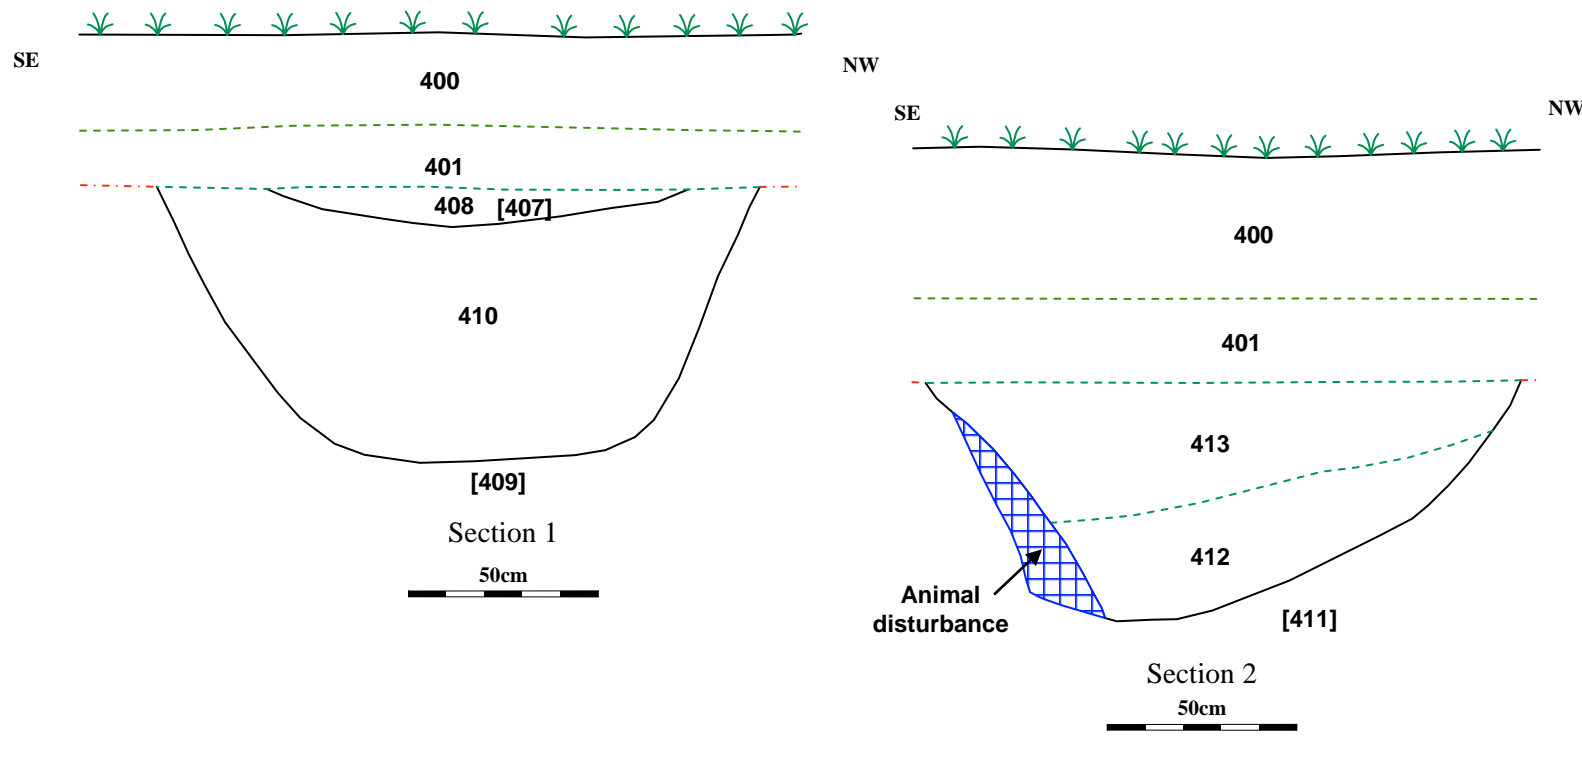 SE
NW
400
401
408 [407]
410
[409]
Section 1
50cm
SE
NW
400
401
413
412
Animal
disturbance
[411]
Section 2
50cm